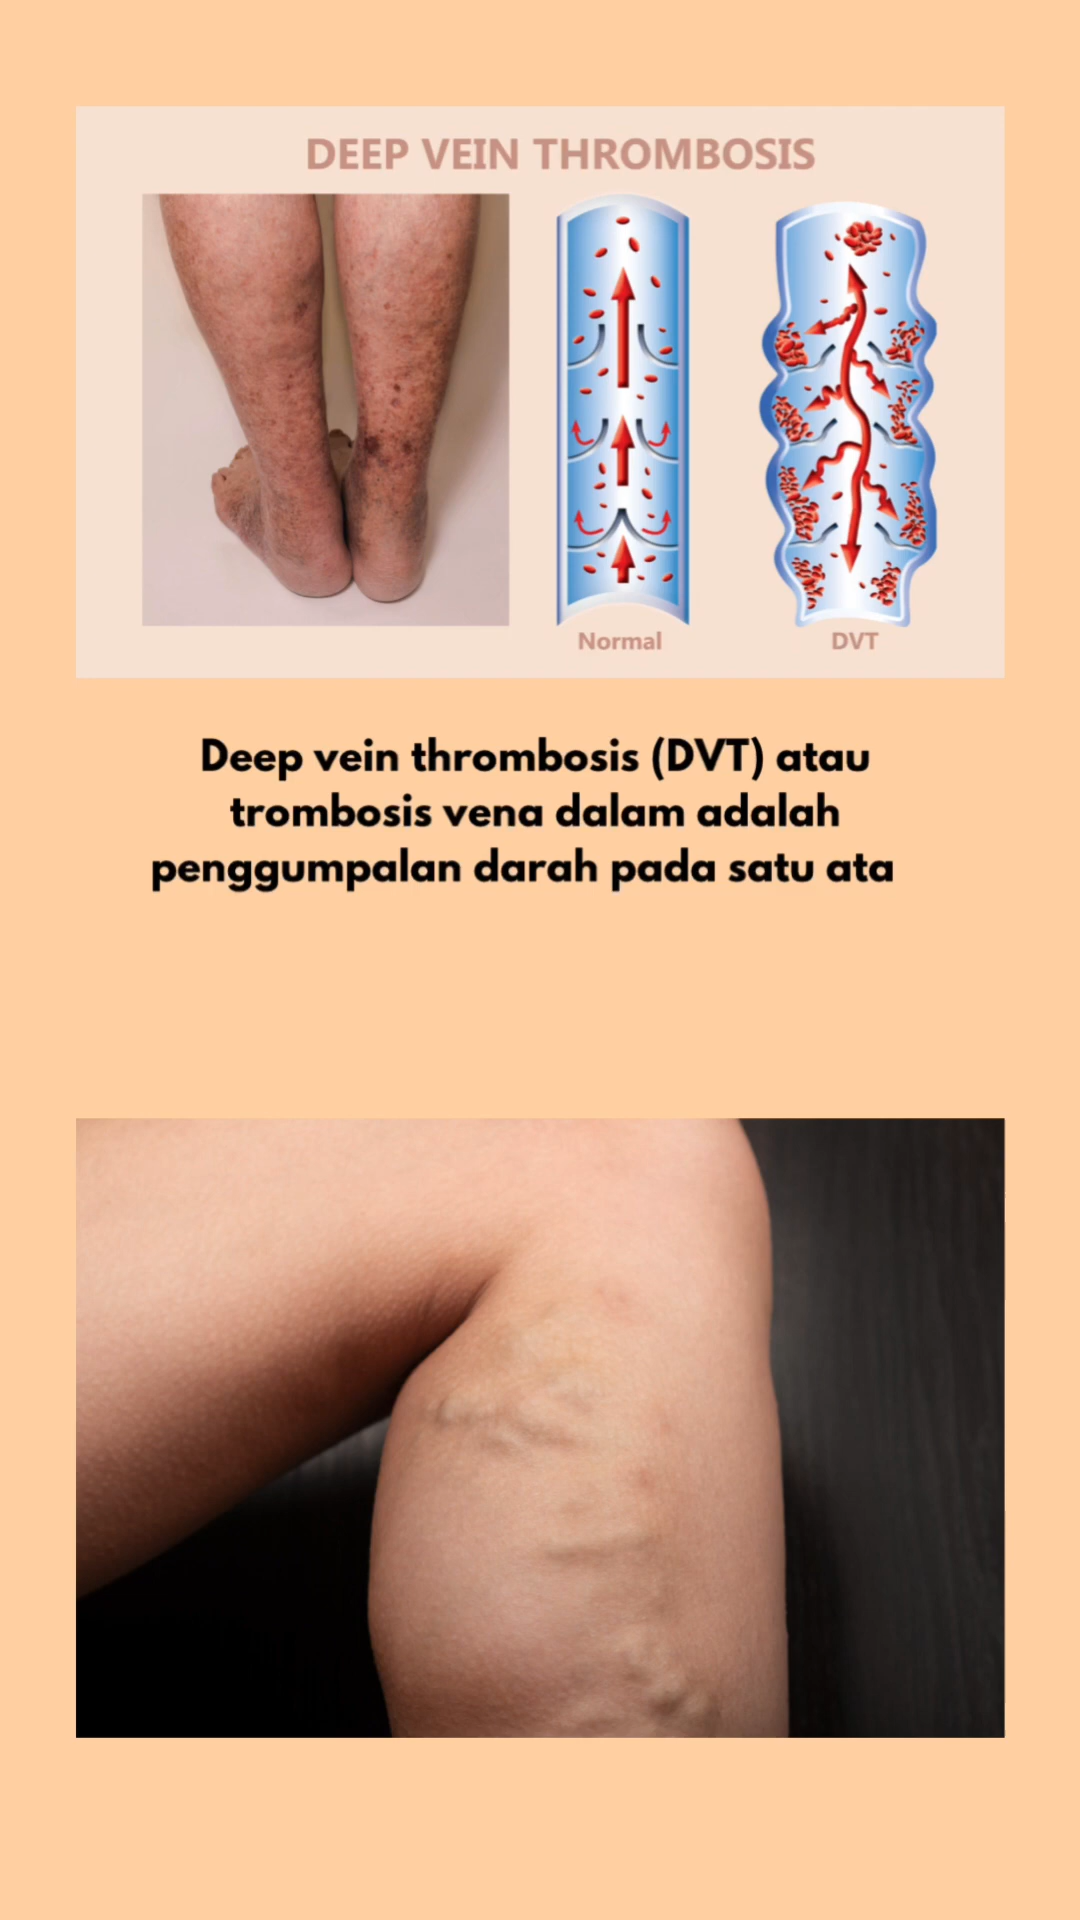 DEEP VEIN THROMBOSIS
Normal
DVT
Deep vein thrombosis (DVT) atau
trombosis vena dalam adalah
penggumpalan darah pada satu ata